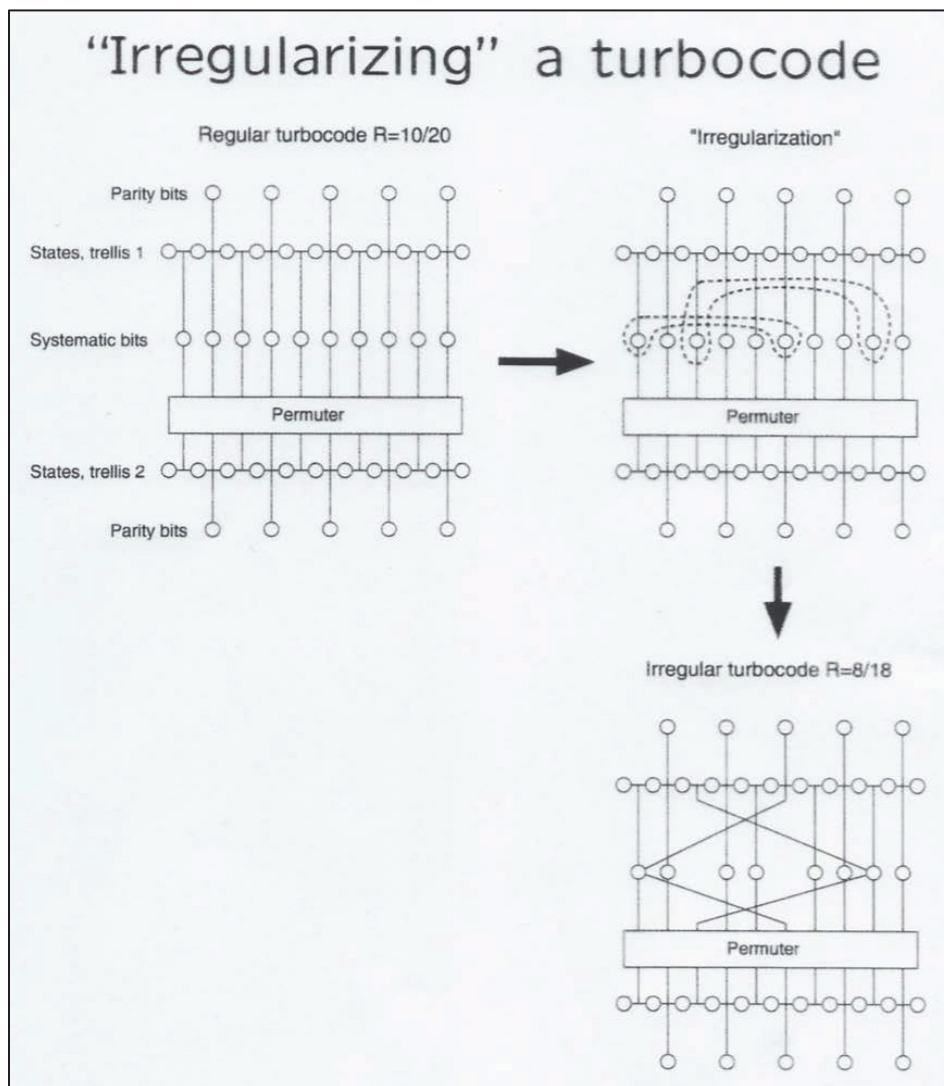 “Irregularizing” a turbocode
Regular turbocode R=10/20
"Irregularization"
Parity bits
States, trellis 1
Systematic bits
Permuter
States, trellis 2
Parity bits
Permuter
Irregular turbocode R=8/18
Permuter